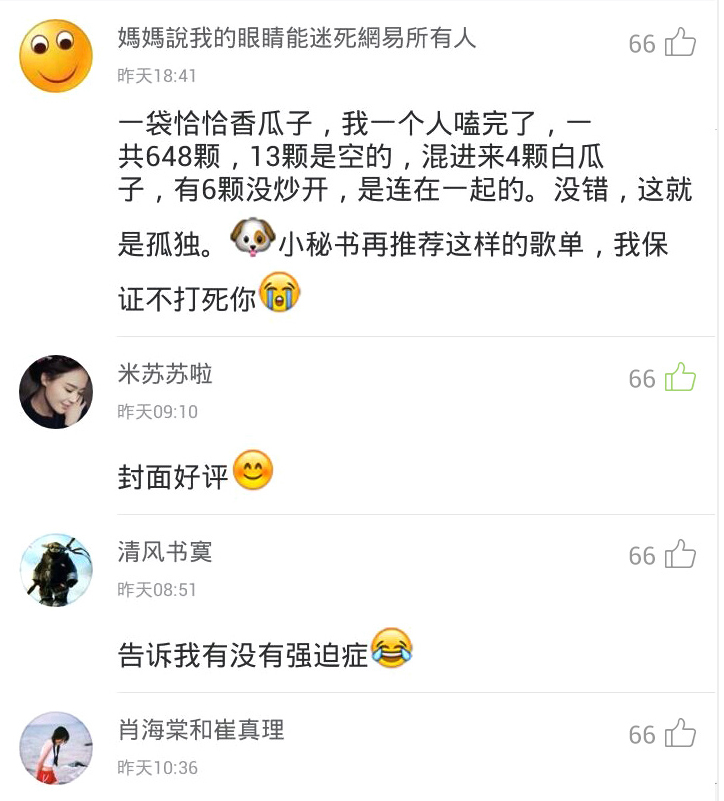 媽媽說我的眼睛能迷死網易所有人
66
昨天18:41
一袋恰恰香瓜子，我一个人嗑完了，一
共648颗，13颗是空的，混进来4颗白瓜
子，有6颗没炒开，是连在一起的。没错，这就
是孤独。🐶小秘书再推荐这样的歌单，我保
证不打死你😭
米苏苏啦
66
昨天09:10
封面好评😊
清风书寞
66
昨天08:51
告诉我有没有强迫症😂
肖海棠和崔真理
66
昨天10:36